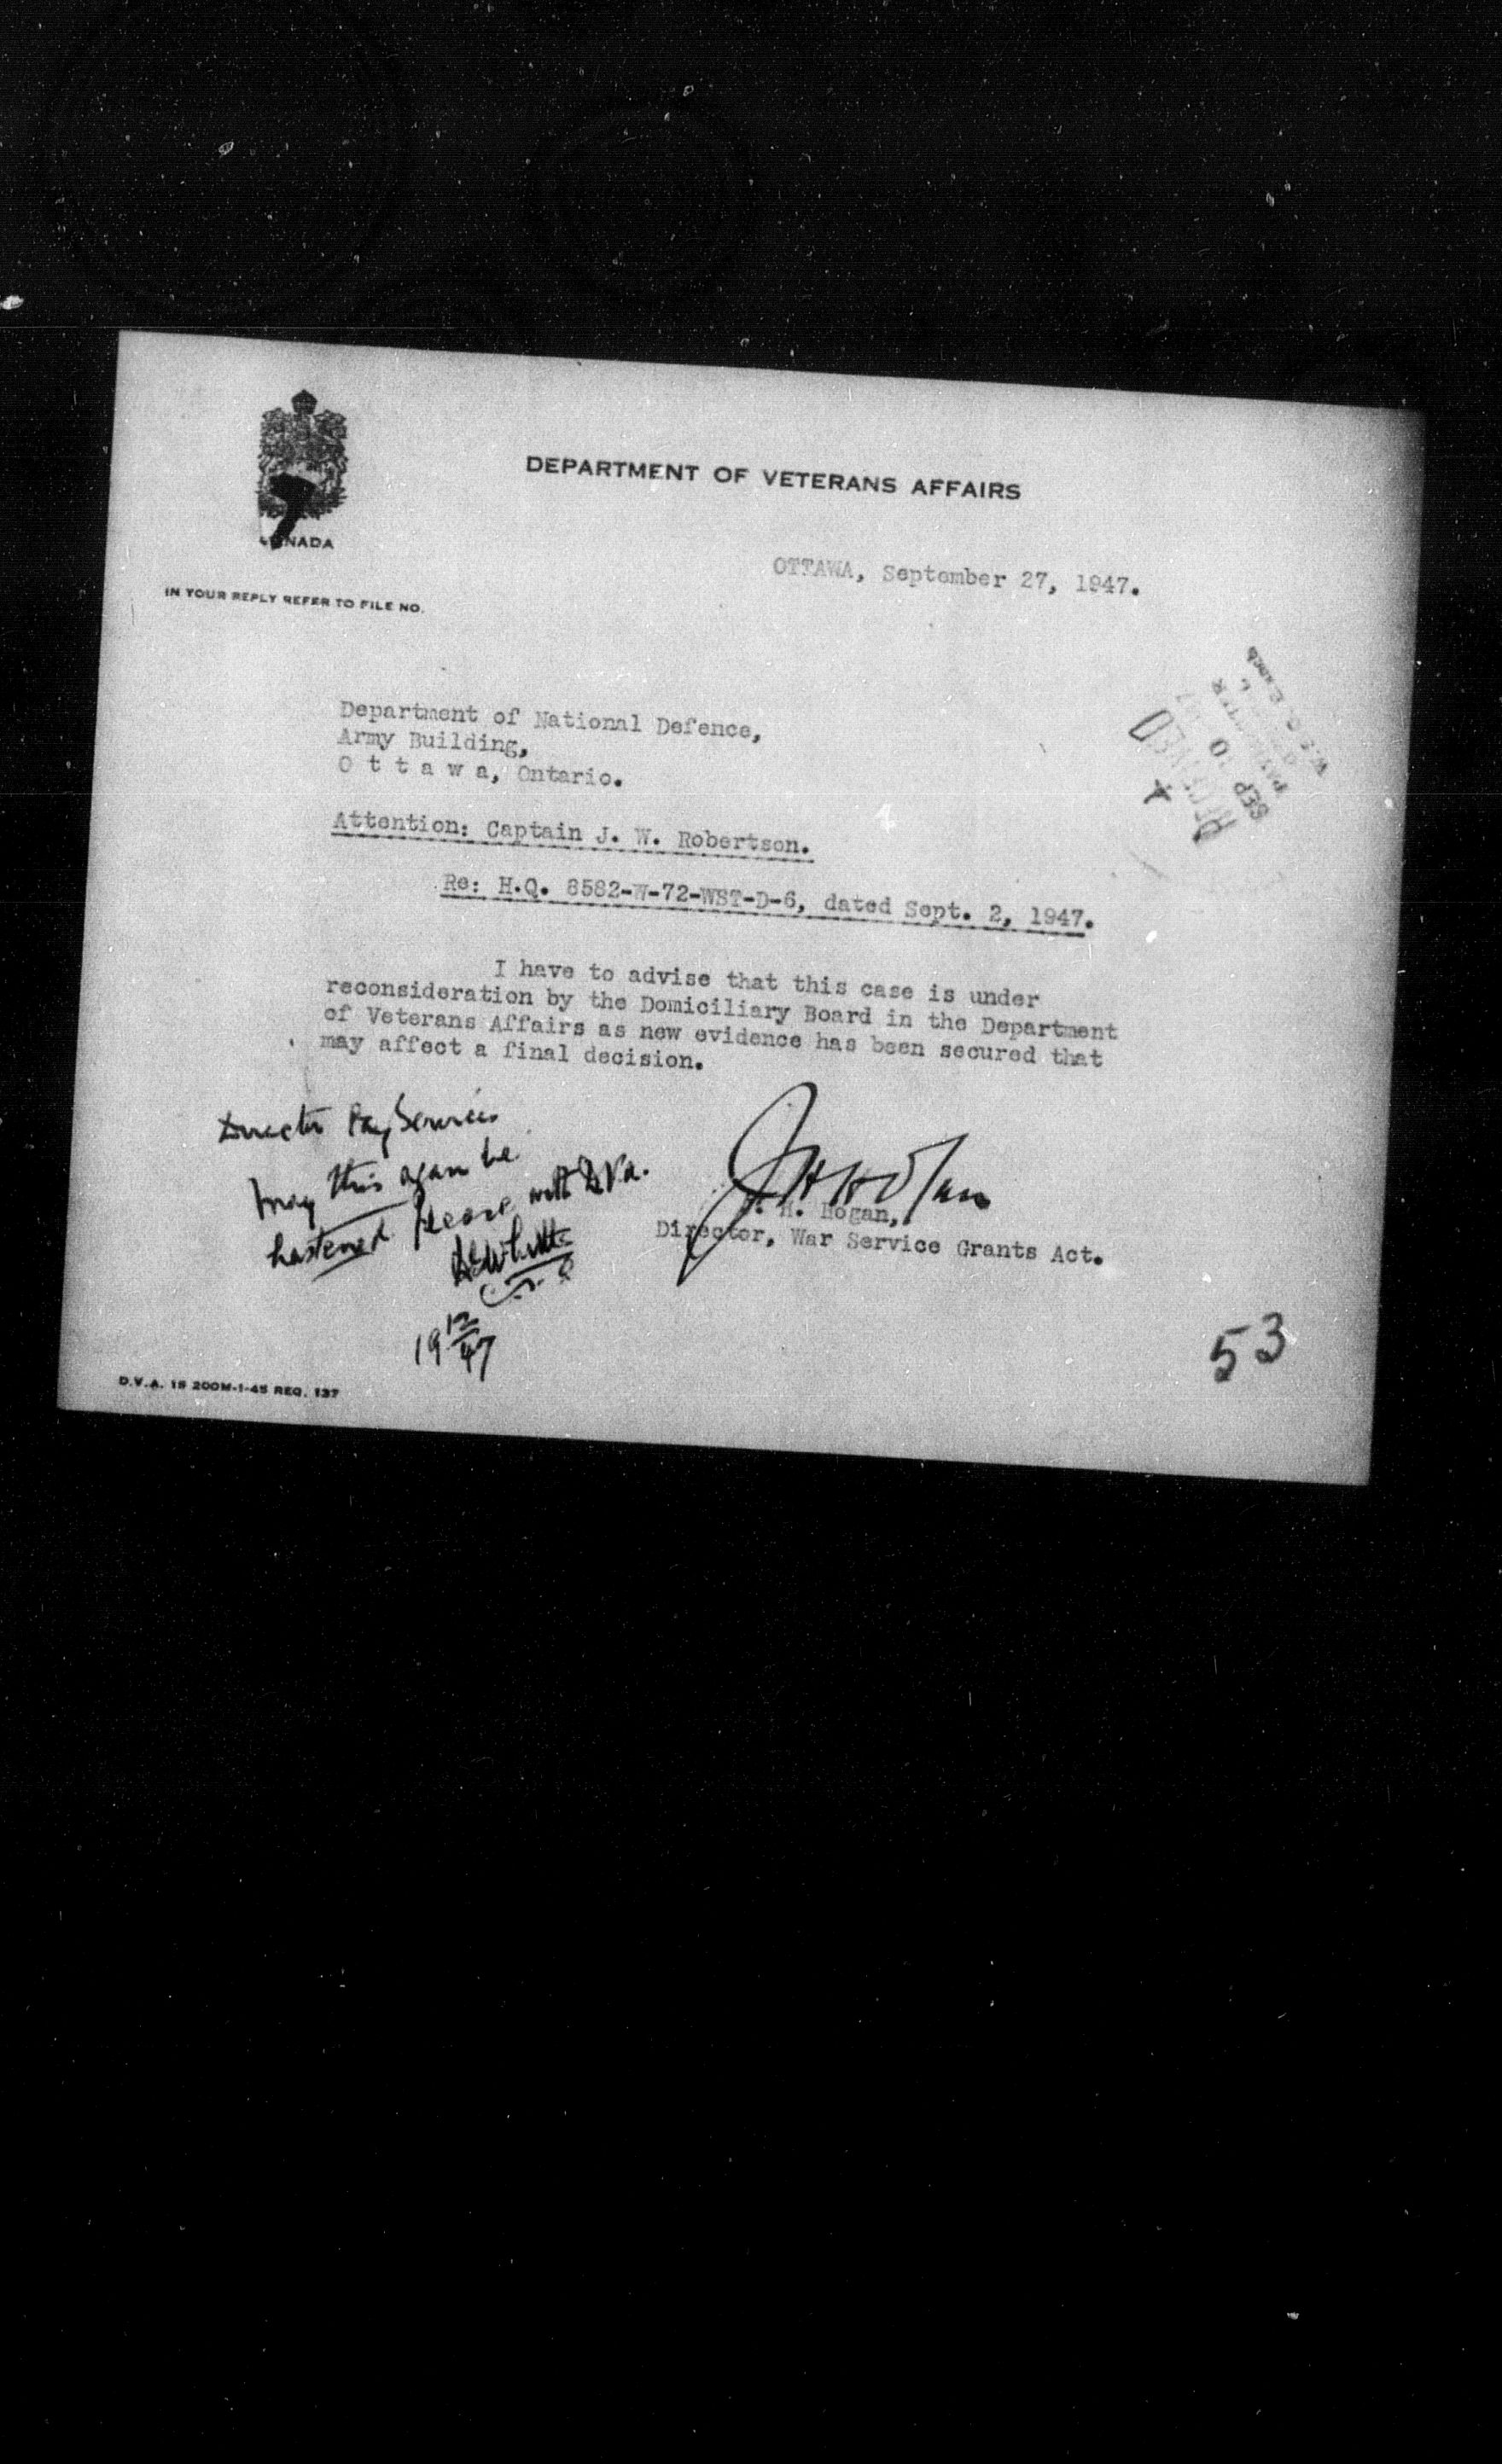 DEPARTMENT OF VETERANS AFFAIRS
OTTAWA, September 27, 1947.
IN YOUR REPLY REFER TO FILE NO.
Department of National Defence,
Army Building,
O t t a w a, Ontario.
RECEIVED
SEP
Attention: Captain J. W. Robertson.
Re: H.Q. 8582-W-72-WST-D-6, dated Sept. 2, 1947.
I have to advise that this case is under
reconsideration by the Domiciliary Board in the Department
of Veterans Affairs as new evidence has been secured that
may affect a final decision.
Director Pay Services
May this again be
hastened please with DVA.
19 12/47
J. H. Hogan,
Director, War Service Grants Act.
53
D.V.A. 15 200M-1-45 REQ. 137